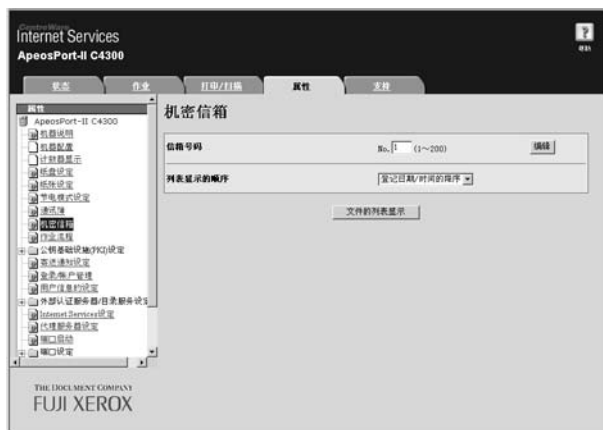 CentreWare
Internet Services
ApeosPort-II C4300
帮助
状态
作业
打印/扫描
属性
支持
属性
ApeosPort-II C4300
机器说明
机器配置
计数器显示
纸盘设定
纸张设定
节电模式设定
通讯簿
机密信箱
作业流程
公钥基础设施(PKI)设定
寄送通知设定
登录/帐户管理
用户信息的设定
外部认证服务器/目录服务设定
Internet Services设定
代理服务器设定
端口启动
端口设定
机密信箱
信箱号码
No. 1 (1~200)
编辑
列表显示的顺序
登记日期/时间的降序
文件的列表显示
THE DOCUMENT COMPANY
FUJI XEROX